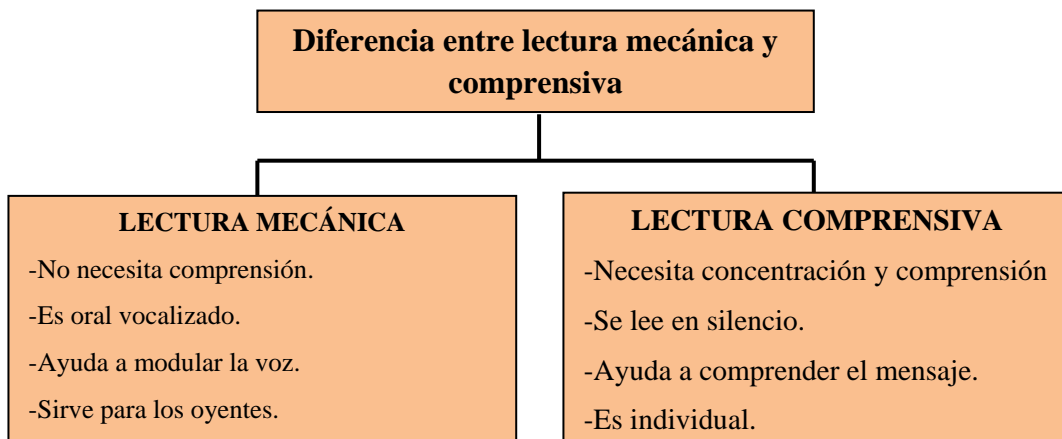 Diferencia entre lectura mecánica y
comprensiva
LECTURA MECÁNICA
-No necesita comprensión.
-Es oral vocalizado.
-Ayuda a modular la voz.
-Sirve para los oyentes.
LECTURA COMPRENSIVA
-Necesita concentración y comprensión
-Se lee en silencio.
-Ayuda a comprender el mensaje.
-Es individual.